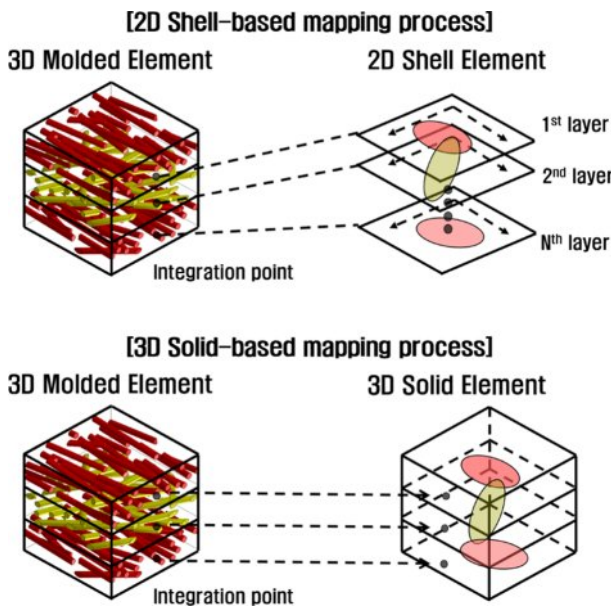 [2D Shell-based mapping process]
3D Molded Element
2D Shell Element
1st layer
2nd layer
Nth layer
Integration point
[3D Solid-based mapping process]
3D Molded Element
3D Solid Element
Integration point